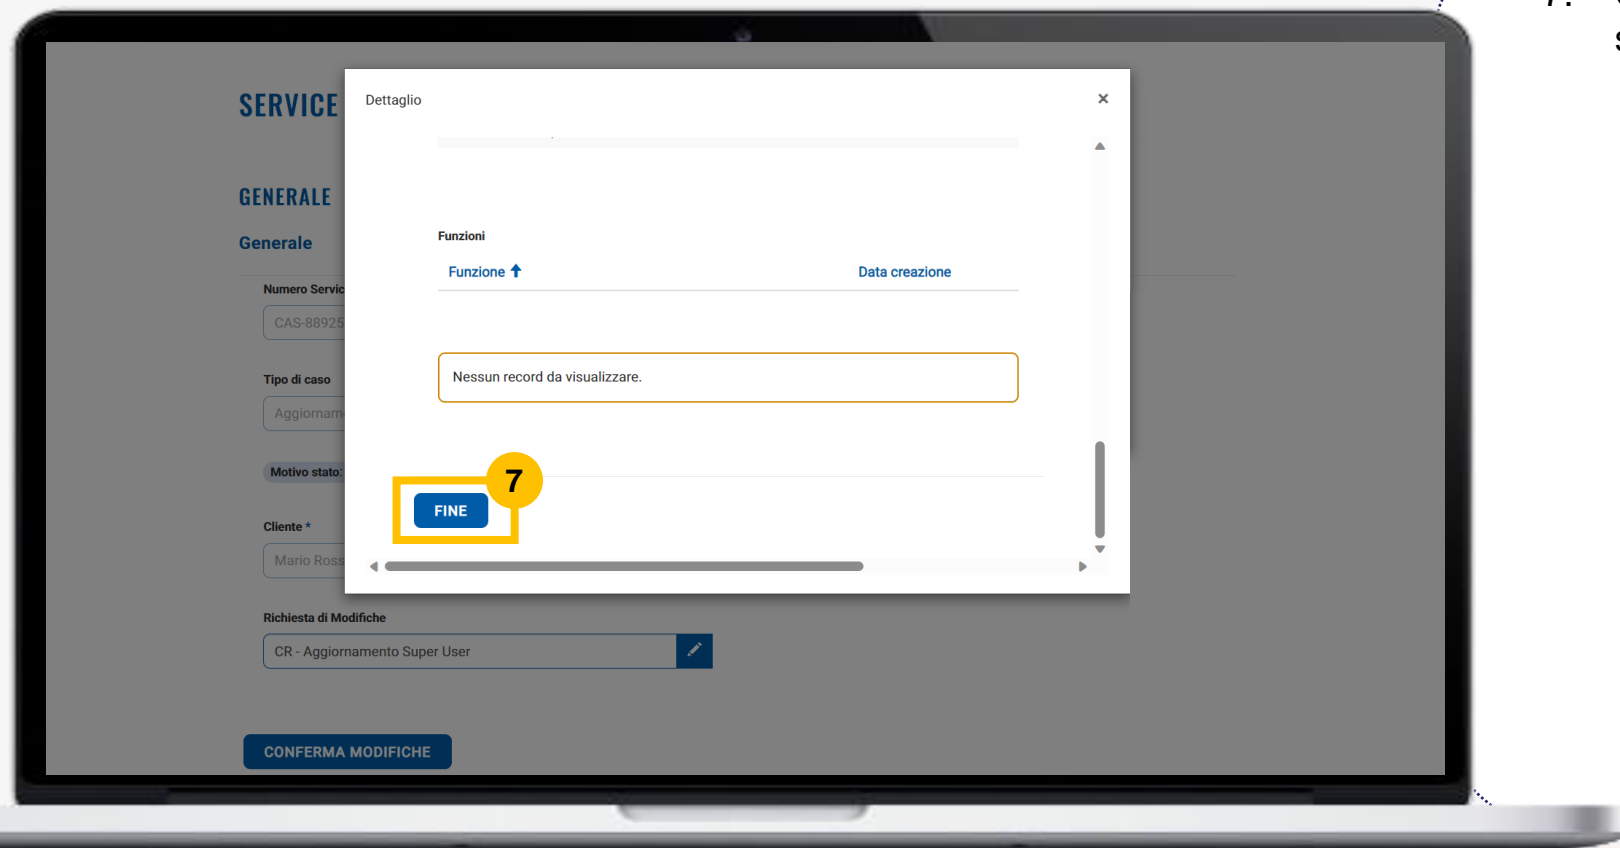 7.
SERVICE
Dettaglio
×
GENERALE
Generale
Funzioni
Funzione
Data creazione
Numero Servic
CAS-88925
Nessun record da visualizzare.
Tipo di caso
Aggiornam
Motivo stato:
7
FINE
Cliente *
Mario Ross
Richiesta di Modifiche
CR - Aggiornamento Super User
CONFERMA MODIFICHE